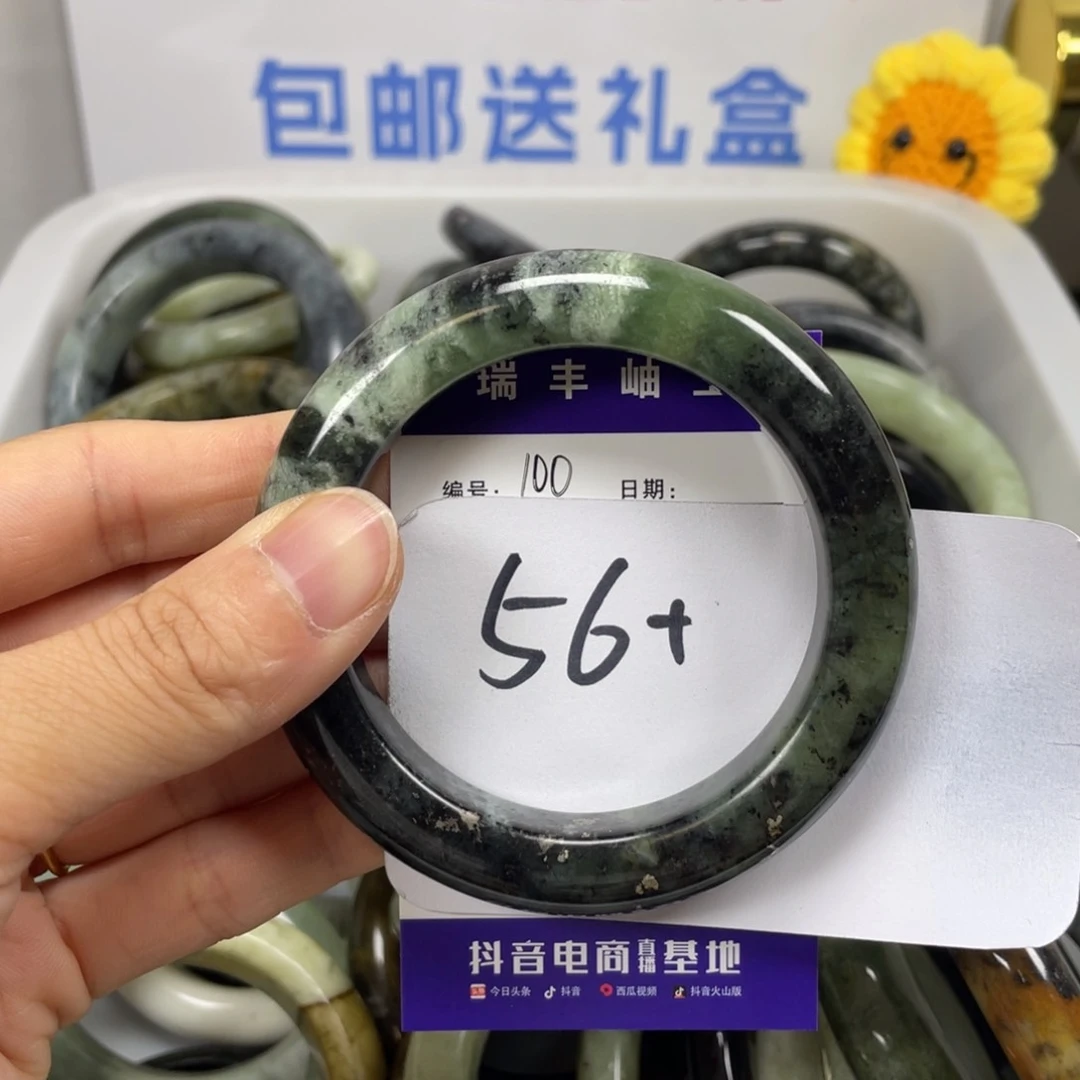 包邮送礼盒
瑞丰岫玉
编号: 100 日期:
56+
抖音电商直播基地
今日头条 抖音 西瓜视频 抖音火山版